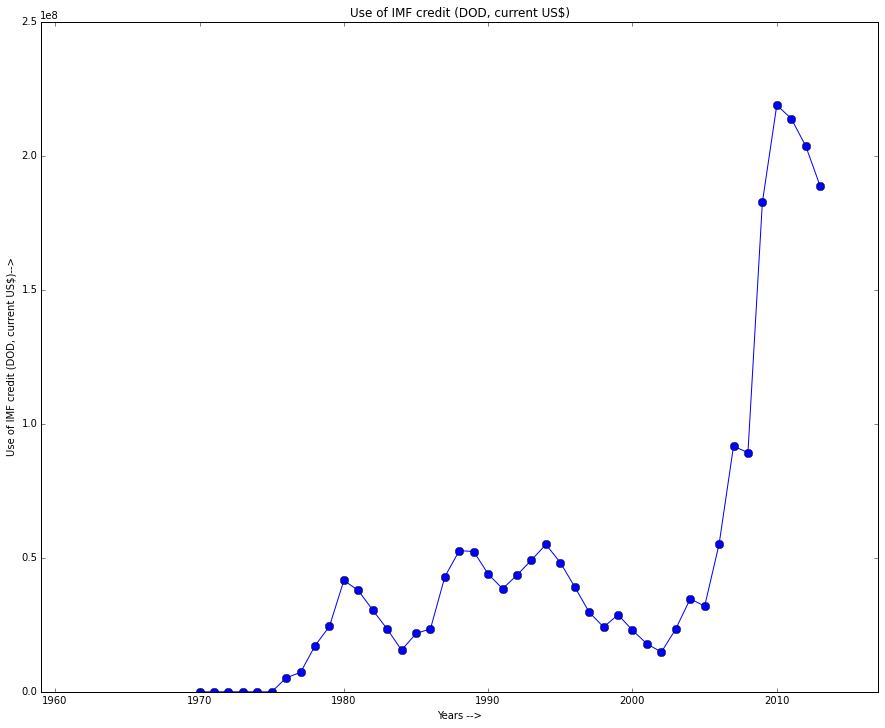 Use of IMF credit (DOD, current US$)
1e8
2.5
2.0
1.5
1.0
0.5
0.0
Use of IMF credit (DOD, current US$)-->
1960 1970 1980 1990 2000 2010
Years -->